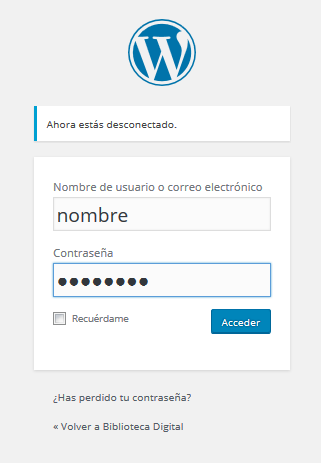 Ahora estás desconectado.
Nombre de usuario o correo electrónico
nombre
Contraseña
●●●●●●●●
Recuérdame
Acceder
¿Has perdido tu contraseña?
« Volver a Biblioteca Digital